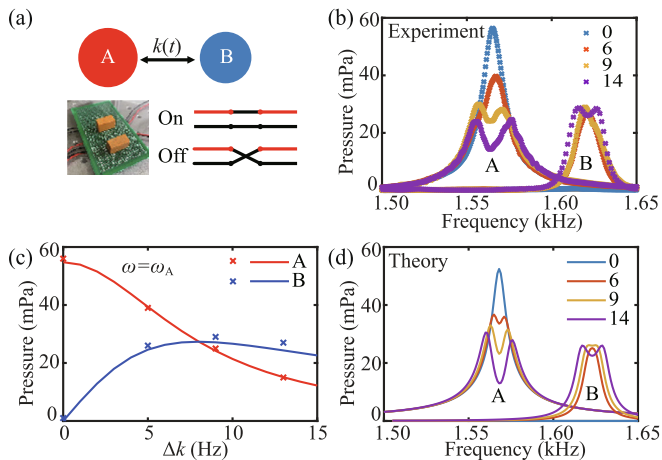 (a)
A
k(t)
B
On
Off
(b)
Experiment
0
6
9
14
A
B
Pressure (mPa)
60
40
20
0
1.50
1.55
1.60
1.65
Frequency (kHz)
(c)
ω=ω_A
A
B
Pressure (mPa)
60
40
20
0
0
5
10
15
Δk (Hz)
(d)
Theory
0
6
9
14
A
B
Pressure (mPa)
60
40
20
0
1.50
1.55
1.60
1.65
Frequency (kHz)